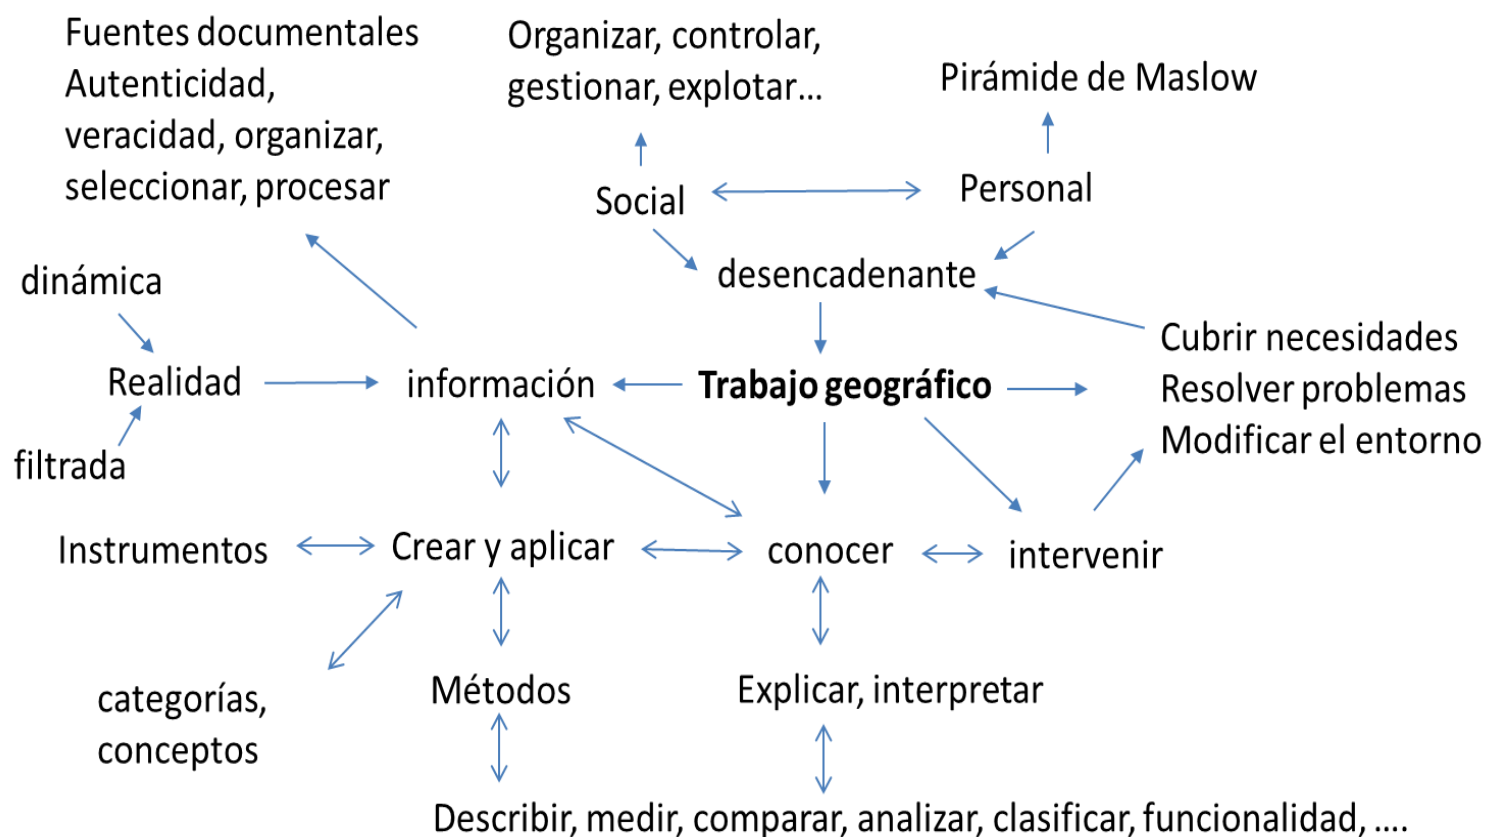 Fuentes documentales
Autenticidad,
veracidad, organizar,
seleccionar, procesar
Organizar, controlar,
gestionar, explotar...
Pirámide de Maslow
Social
Personal
dinámica
desencadenante
Cubrir necesidades
Resolver problemas
Modificar el entorno
Realidad
información
Trabajo geográfico
filtrada
Instrumentos
Crear y aplicar
conocer
intervenir
categorías,
conceptos
Métodos
Explicar, interpretar
Describir, medir, comparar, analizar, clasificar, funcionalidad, ....